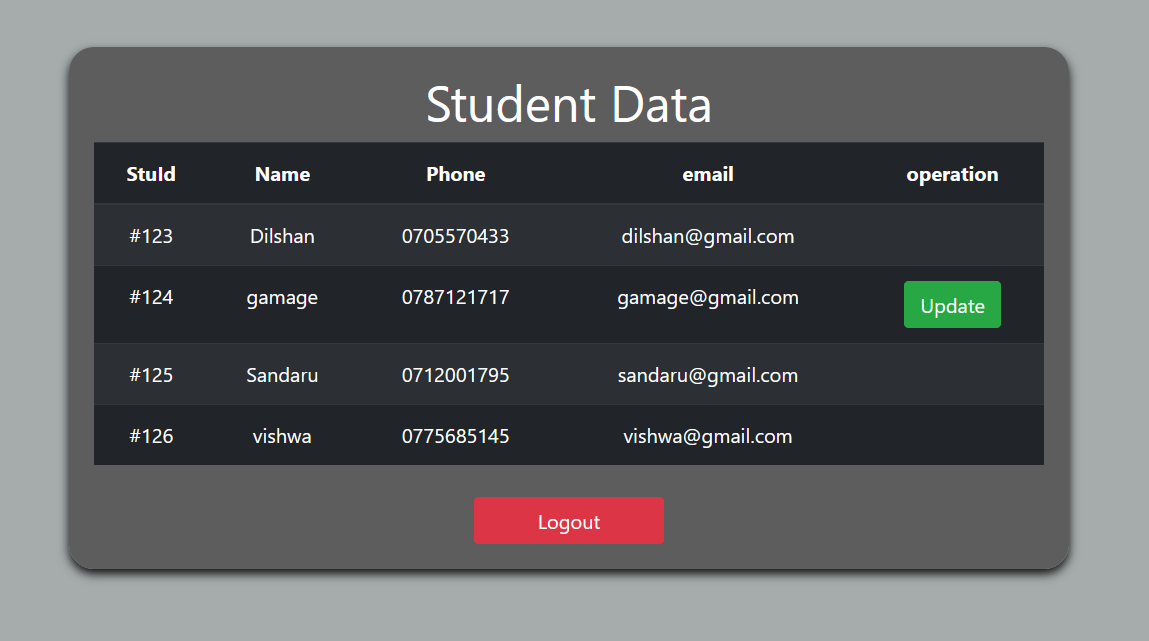 Student Data
StuId Name Phone email operation
#123 Dilshan 0705570433 dilshan@gmail.com
#124 gamage 0787121717 gamage@gmail.com Update
#125 Sandaru 0712001795 sandaru@gmail.com
#126 vishwa 0775685145 vishwa@gmail.com
Logout